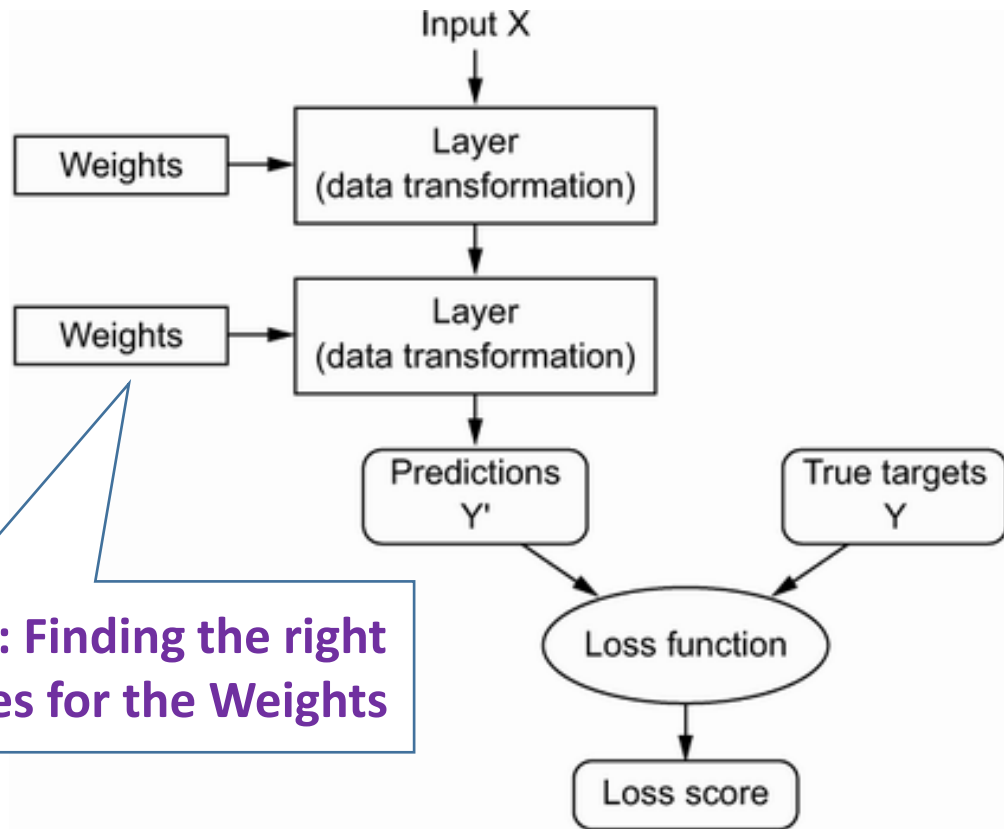 Input X
Weights
Layer
(data transformation)
Weights
Layer
(data transformation)
Predictions
Y'
True targets
Y
: Finding the right
es for the Weights
Loss function
Loss score